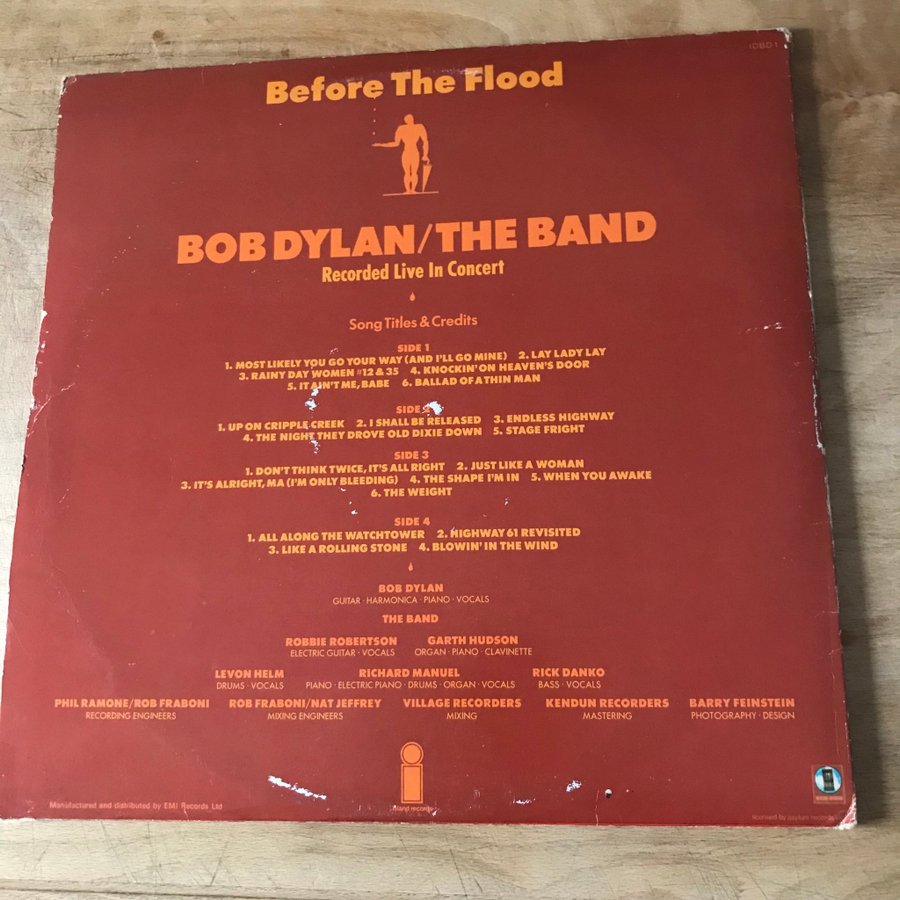 IDBD 1
Before The Flood
BOB DYLAN/THE BAND
Recorded Live In Concert
Song Titles & Credits
SIDE 1
1. MOST LIKELY YOU GO YOUR WAY (AND I'LL GO MINE) 2. LAY LADY LAY
3. RAINY DAY WOMEN #12 & 35 4. KNOCKIN' ON HEAVEN'S DOOR
5. IT AIN'T ME, BABE 6. BALLAD OF A THIN MAN
SIDE 2
1. UP ON CRIPPLE CREEK 2. I SHALL BE RELEASED 3. ENDLESS HIGHWAY
4. THE NIGHT THEY DROVE OLD DIXIE DOWN 5. STAGE FRIGHT
SIDE 3
1. DON'T THINK TWICE, IT'S ALL RIGHT 2. JUST LIKE A WOMAN
3. IT'S ALRIGHT, MA (I'M ONLY BLEEDING) 4. THE SHAPE I'M IN 5. WHEN YOU AWAKE
6. THE WEIGHT
SIDE 4
1. ALL ALONG THE WATCHTOWER 2. HIGHWAY 61 REVISITED
3. LIKE A ROLLING STONE 4. BLOWIN' IN THE WIND
BOB DYLAN
GUITAR · HARMONICA · PIANO · VOCALS
THE BAND
ROBBIE ROBERTSON GARTH HUDSON
ELECTRIC GUITAR · VOCALS ORGAN · PIANO · CLAVINETTE
LEVON HELM RICHARD MANUEL RICK DANKO
DRUMS · VOCALS PIANO · ELECTRIC PIANO · DRUMS · ORGAN · VOCALS BASS · VOCALS
PHIL RAMONE/ROB FRABONI ROB FRABONI/NAT JEFFREY VILLAGE RECORDERS KENDUN RECORDERS BARRY FEINSTEIN
RECORDING ENGINEERS MIXING ENGINEERS MIXING MASTERING PHOTOGRAPHY · DESIGN
island records
Manufactured and distributed by EMI Records Ltd
licensed by asylum records